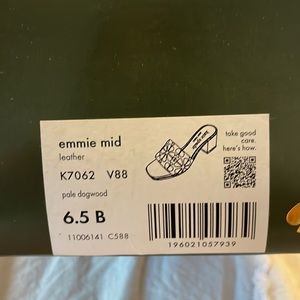 emmie mid
leather
K7062 V88
pale dogwood
6.5 B
11006141 C588
take good
care.
here's how.
196021057939